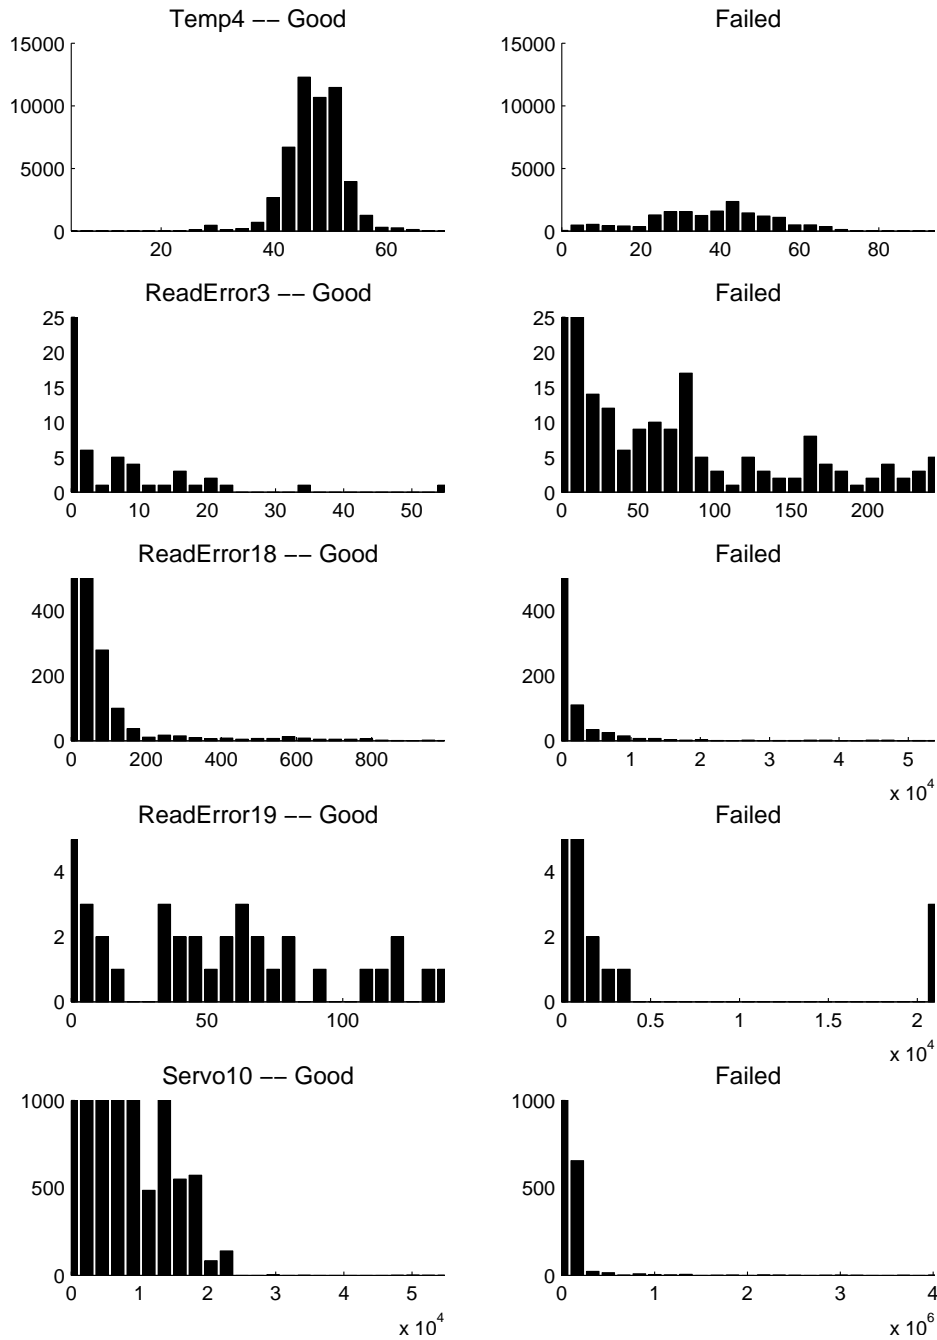 Temp4 −− Good
Failed
15000
10000
5000
0
20 40 60
15000
10000
5000
0
0 20 40 60 80
ReadError3 −− Good
Failed
25
20
15
10
5
0
0 10 20 30 40 50
25
20
15
10
5
0
0 50 100 150 200
ReadError18 −− Good
Failed
400
200
0
0 200 400 600 800
400
200
0
0 1 2 3 4 5
x 10^4
ReadError19 −− Good
Failed
4
2
0
0 50 100
4
2
0
0 0.5 1 1.5 2
x 10^4
Servo10 −− Good
Failed
1000
500
0
0 1 2 3 4 5
x 10^4
1000
500
0
0 1 2 3 4
x 10^6